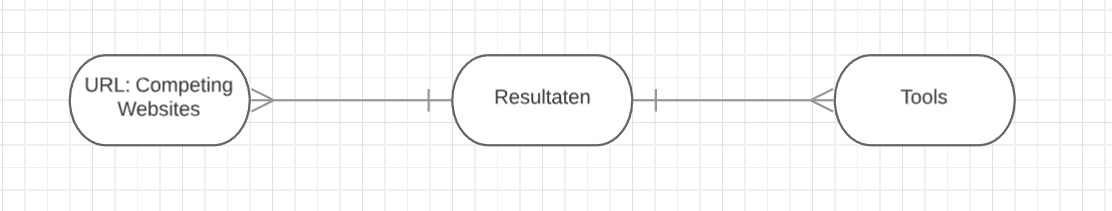 URL: Competing
Websites
Resultaten
Tools